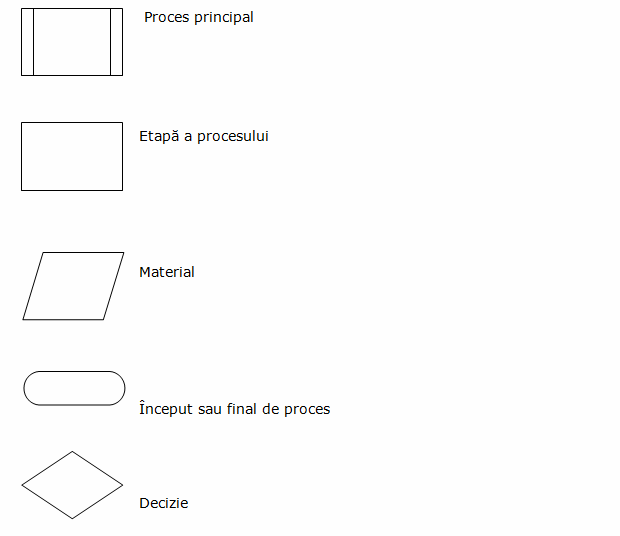 Proces principal
Etapă a procesului
Material
Început sau final de proces
Decizie